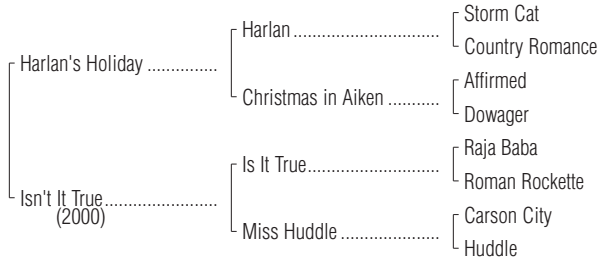 Storm Cat
Harlan
Country Romance
Harlan's Holiday
Affirmed
Christmas in Aiken
Dowager
Raja Baba
Is It True
Roman Rockette
Isn't It True
(2000)
Carson City
Miss Huddle
Huddle